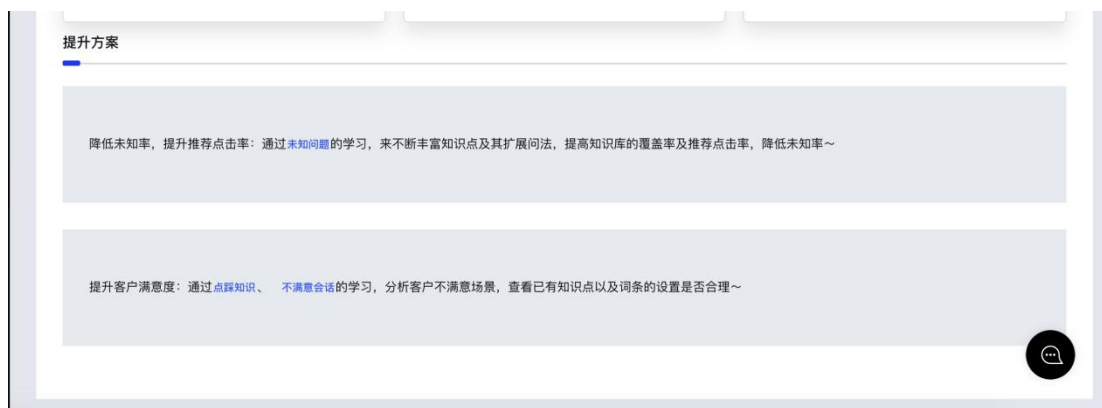 提升方案
降低未知率，提升推荐点击率：通过未知问题的学习，来不断丰富知识点及其扩展问法，提高知识库的覆盖率及推荐点击率，降低未知率～
提升客户满意度：通过点踩知识、 不满意会话的学习，分析客户不满意场景，查看已有知识点以及词条的设置是否合理～